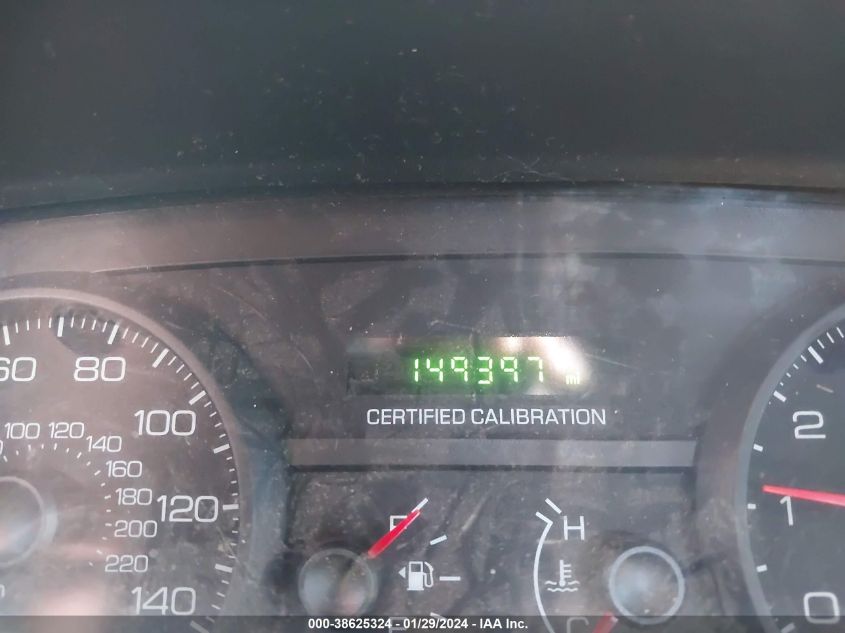 149397 mi
CERTIFIED CALIBRATION
60 80 100 120 140
100 120 140 160 180 200 220
F
H
C
2
1
0
000-38625324 - 01/29/2024 - IAA Inc.